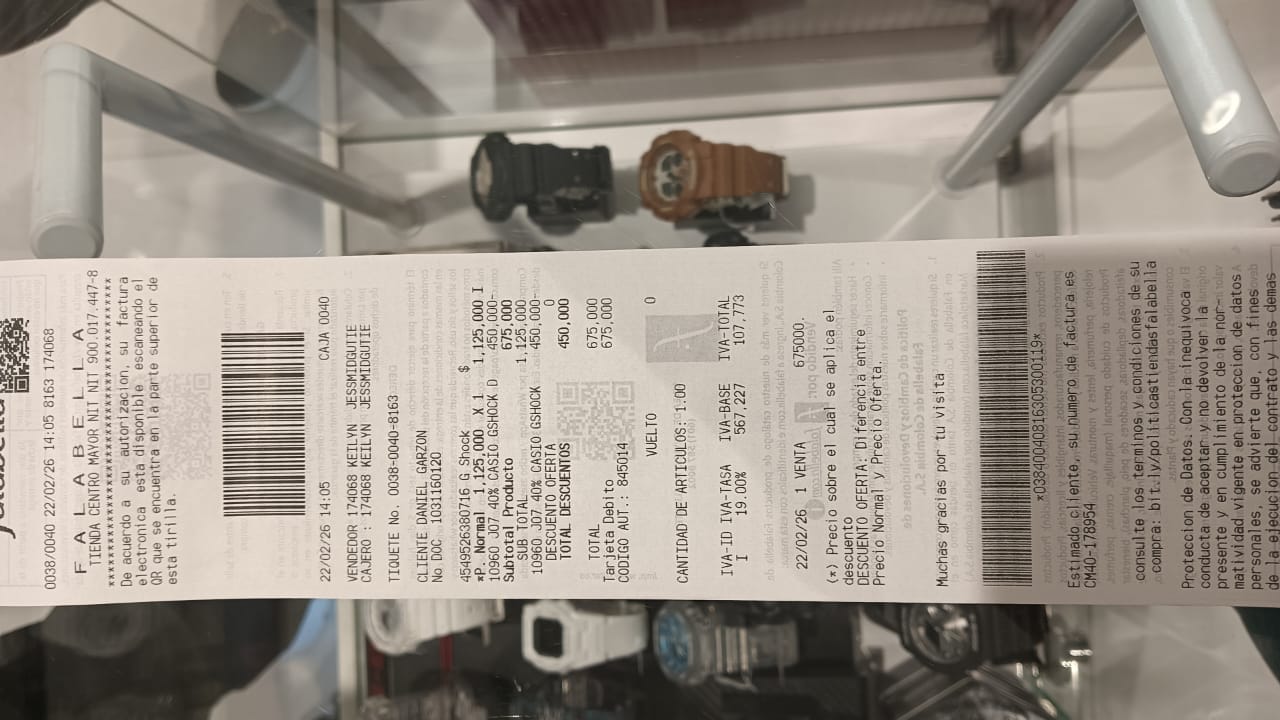 falabella
0038/0040 22/02/26 14:05 8163 174068
F A L A B E L L A
TIENDA CENTRO MAYOR NIT NIT 900.017.447-8
De acuerdo a su autorizacion, su factura
electronica esta disponible escaneando el
QR que se encuentra en la parte superior de
esta tirilla.
22/02/26 14:05 CAJA 0040
VENDEDOR 174068 KEILYN JESSMIDGUTIE
CAJERO : 174068 KEILYN JESSMIDGUTIE
TIQUETE No. 0038-0040-8163
CLIENTE DANIEL GARZON
No DOC. 1031160120
4549526380716 G Shock $
*P. Normal 1.125,000 X 1 1,125,000 I
10960 J07 40% CASIO GSHOCK D 450,000-
Subtotal Producto 675,000
SUB TOTAL 1,125,000
10960 J07 40% CASIO GSHOCK 450,000-
DESCUENTO OFERTA 0
TOTAL DESCUENTOS 450,000
TOTAL 675,000
Tarjeta Debito 675,000
CODIGO AUT.: 845014
VUELTO 0
CANTIDAD DE ARTICULOS: 1.00
IVA-ID IVA-TASA IVA-BASE IVA-TOTAL
I 19.00% 567,227 107,773
22/02/26 1 VENTA 675000.
(*) Precio sobre el cual se aplica el
descuento
DESCUENTO OFERTA: Diferencia entre
Precio Normal y Precio Oferta.
Muchas gracias por tu visita
*038400408163053001119*
Estimado cliente, su numero de factura es
CM40-178954
consulte los terminos y condiciones de su
compra: bit.ly/politicastiendasfalabella
Proteccion de Datos. Con la inequivoca
conducta de aceptar y no devolver la
presente y en cumplimiento de la nor-
matividad vigente en proteccion de datos
personales, se advierte que, con fines
de la ejecucion del contrato y las demas